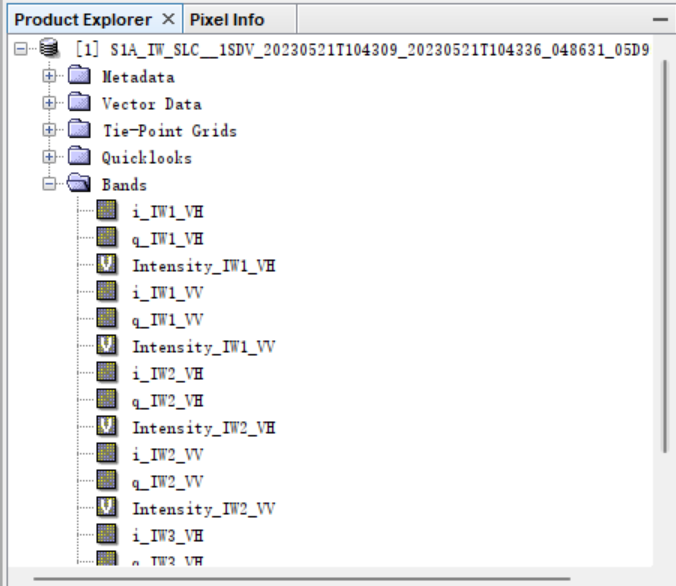 Product Explorer × Pixel Info
[1] S1A_IW_SLC__1SDV_20230521T104309_20230521T104336_048631_05D9
Metadata
Vector Data
Tie-Point Grids
Quicklooks
Bands
i_IW1_VH
q_IW1_VH
Intensity_IW1_VH
i_IW1_VV
q_IW1_VV
Intensity_IW1_VV
i_IW2_VH
q_IW2_VH
Intensity_IW2_VH
i_IW2_VV
q_IW2_VV
Intensity_IW2_VV
i_IW3_VH
q_IW3_VH